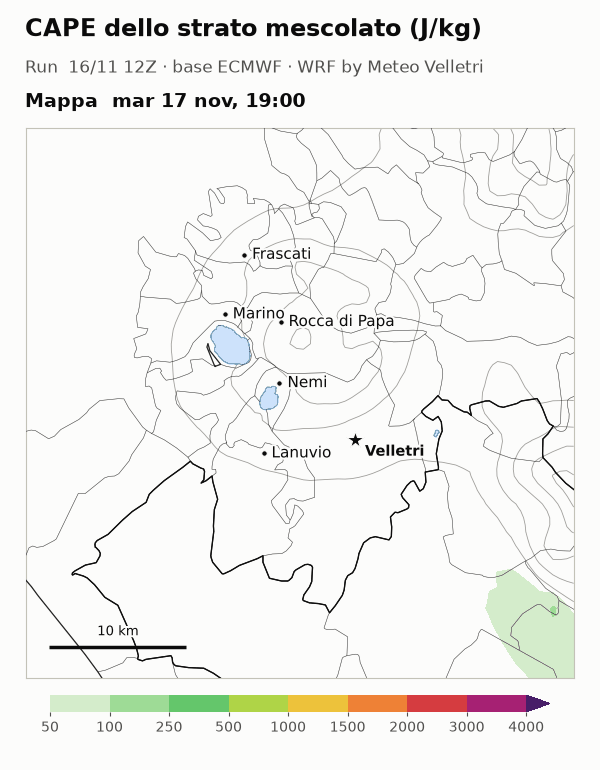 CAPE dello strato mescolato (J/kg)
Run  16/11 12Z · base ECMWF · WRF by Meteo Velletri
Mappa  mar 17 nov, 19:00
Frascati
Marino
Rocca di Papa
Nemi
Velletri
Lanuvio
10 km
50 100 250 500 1000 1500 2000 3000 4000